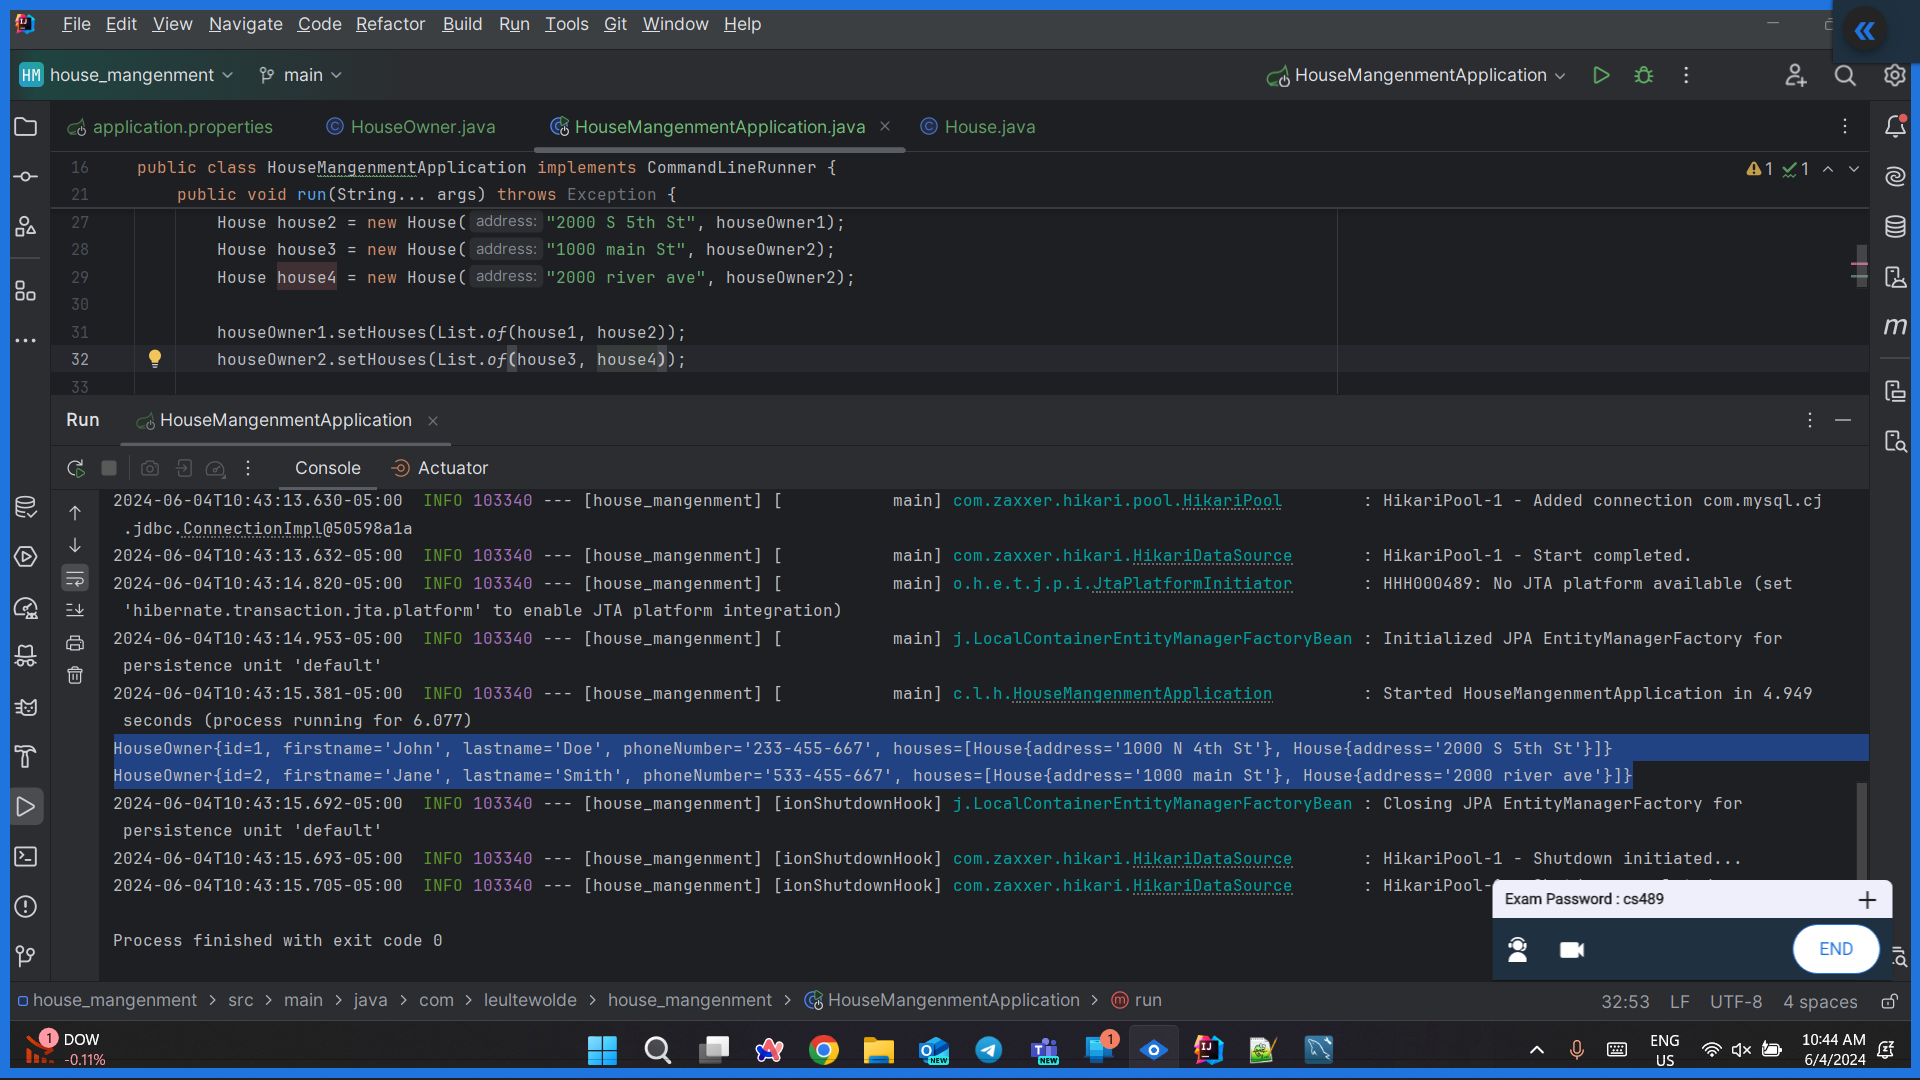 File Edit View Navigate Code Refactor Build Run Tools Git Window Help
HM house_mangenment main HouseMangenmentApplication
application.properties HouseOwner.java HouseMangenmentApplication.java House.java
16 public class HouseMangenmentApplication implements CommandLineRunner { 1 1
21 public void run(String... args) throws Exception {
27 House house2 = new House( address: "2000 S 5th St", houseOwner1);
28 House house3 = new House( address: "1000 main St", houseOwner2);
29 House house4 = new House( address: "2000 river ave", houseOwner2);
30
31 houseOwner1.setHouses(List.of(house1, house2));
32 houseOwner2.setHouses(List.of(house3, house4));
33
Run HouseMangenmentApplication
Console Actuator
2024-06-04T10:43:13.630-05:00 INFO 103340 --- [house_mangenment] [ main] com.zaxxer.hikari.pool.HikariPool : HikariPool-1 - Added connection com.mysql.cj
.jdbc.ConnectionImpl@50598a1a
2024-06-04T10:43:13.632-05:00 INFO 103340 --- [house_mangenment] [ main] com.zaxxer.hikari.HikariDataSource : HikariPool-1 - Start completed.
2024-06-04T10:43:14.820-05:00 INFO 103340 --- [house_mangenment] [ main] o.h.e.t.j.p.i.JtaPlatformInitiator : HHH000489: No JTA platform available (set
'hibernate.transaction.jta.platform' to enable JTA platform integration)
2024-06-04T10:43:14.953-05:00 INFO 103340 --- [house_mangenment] [ main] j.LocalContainerEntityManagerFactoryBean : Initialized JPA EntityManagerFactory for
persistence unit 'default'
2024-06-04T10:43:15.381-05:00 INFO 103340 --- [house_mangenment] [ main] c.l.h.HouseMangenmentApplication : Started HouseMangenmentApplication in 4.949
seconds (process running for 6.077)
HouseOwner{id=1, firstname='John', lastname='Doe', phoneNumber='233-455-667', houses=[House{address='1000 N 4th St'}, House{address='2000 S 5th St'}]}
HouseOwner{id=2, firstname='Jane', lastname='Smith', phoneNumber='533-455-667', houses=[House{address='1000 main St'}, House{address='2000 river ave'}]}
2024-06-04T10:43:15.692-05:00 INFO 103340 --- [house_mangenment] [ionShutdownHook] j.LocalContainerEntityManagerFactoryBean : Closing JPA EntityManagerFactory for
persistence unit 'default'
2024-06-04T10:43:15.693-05:00 INFO 103340 --- [house_mangenment] [ionShutdownHook] com.zaxxer.hikari.HikariDataSource : HikariPool-1 - Shutdown initiated...
2024-06-04T10:43:15.705-05:00 INFO 103340 --- [house_mangenment] [ionShutdownHook] com.zaxxer.hikari.HikariDataSource : HikariPool-
Exam Password : cs489
Process finished with exit code 0
END
house_mangenment > src > main > java > com > leultewolde > house_mangenment > HouseMangenmentApplication > run 32:53 LF UTF-8 4 spaces
1 DOW
-0.11%
NEW NEW 1
ENG
US
10:44 AM
6/4/2024